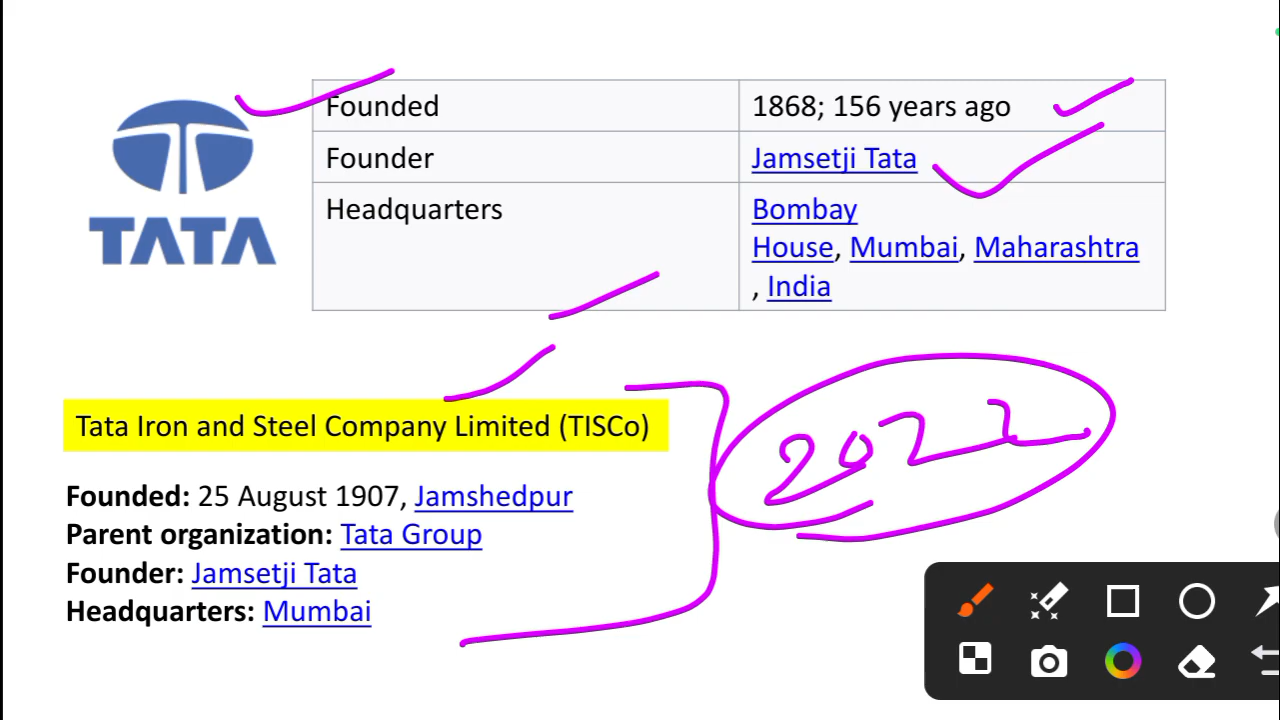 TATA
Founded 1868; 156 years ago
Founder Jamsetji Tata
Headquarters Bombay
House, Mumbai, Maharashtra
, India
Tata Iron and Steel Company Limited (TISCo)
2022
Founded: 25 August 1907, Jamshedpur
Parent organization: Tata Group
Founder: Jamsetji Tata
Headquarters: Mumbai